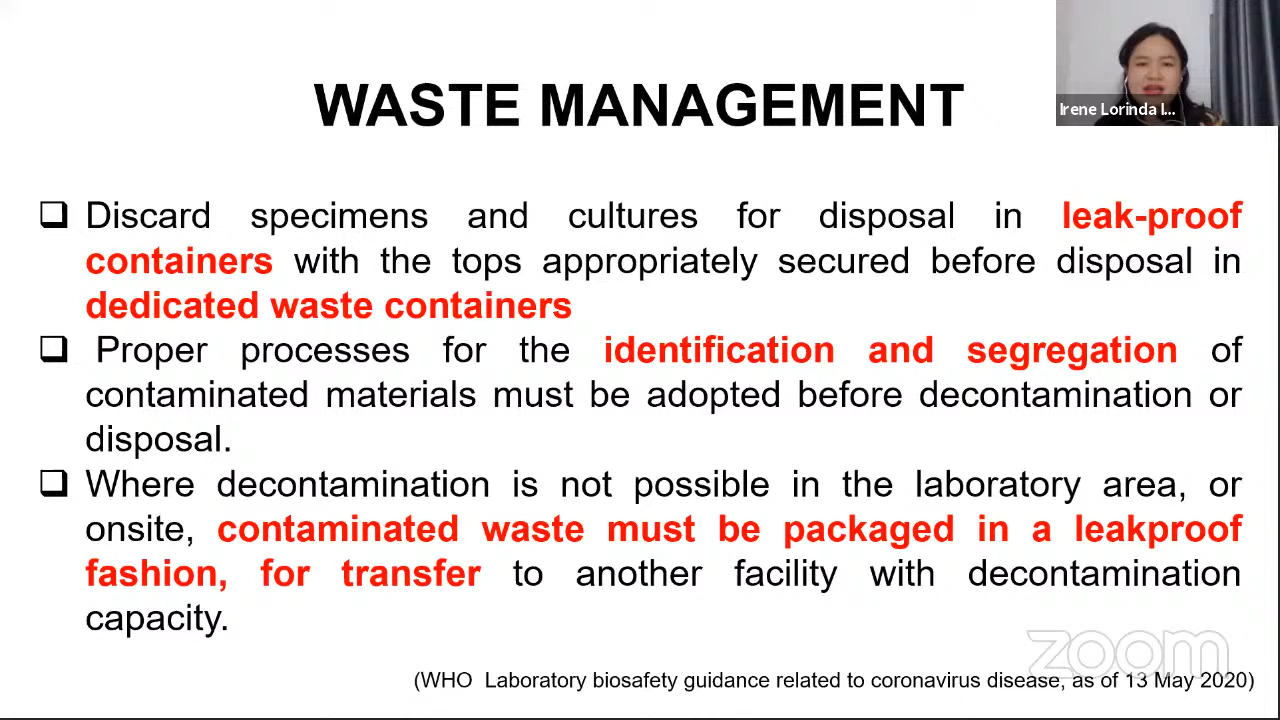 WASTE MANAGEMENT
Irene Lorinda I...
Discard specimens and cultures for disposal in leak-proof
containers with the tops appropriately secured before disposal in
dedicated waste containers
Proper processes for the identification and segregation of
contaminated materials must be adopted before decontamination or
disposal.
Where decontamination is not possible in the laboratory area, or
onsite, contaminated waste must be packaged in a leakproof
fashion, for transfer to another facility with decontamination
capacity.
zoom
(WHO Laboratory biosafety guidance related to coronavirus disease, as of 13 May 2020)